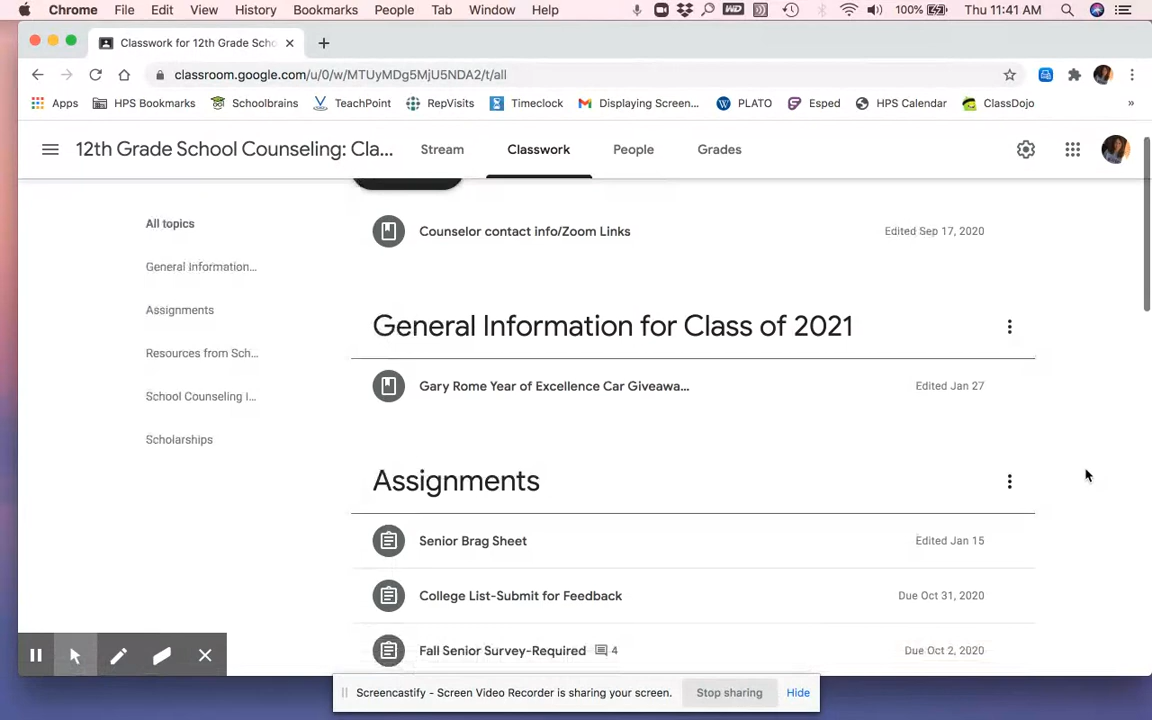 Chrome File Edit View History Bookmarks People Tab Window Help 100% Thu 11:41 AM
Classwork for 12th Grade Scho
classroom.google.com/u/0/w/MTUyMDg5MjU5NDA2/t/all
Apps HPS Bookmarks Schoolbrains TeachPoint RepVisits Timeclock Displaying Screen... PLATO Esped HPS Calendar ClassDojo »
12th Grade School Counseling: Cla... Stream Classwork People Grades
All topics
Counselor contact info/Zoom Links Edited Sep 17, 2020
General Information...
Assignments
General Information for Class of 2021
Resources from Sch...
Gary Rome Year of Excellence Car Giveawa... Edited Jan 27
School Counseling I...
Scholarships
Assignments
Senior Brag Sheet Edited Jan 15
College List-Submit for Feedback Due Oct 31, 2020
Fall Senior Survey-Required 4 Due Oct 2, 2020
Screencastify - Screen Video Recorder is sharing your screen. Stop sharing Hide